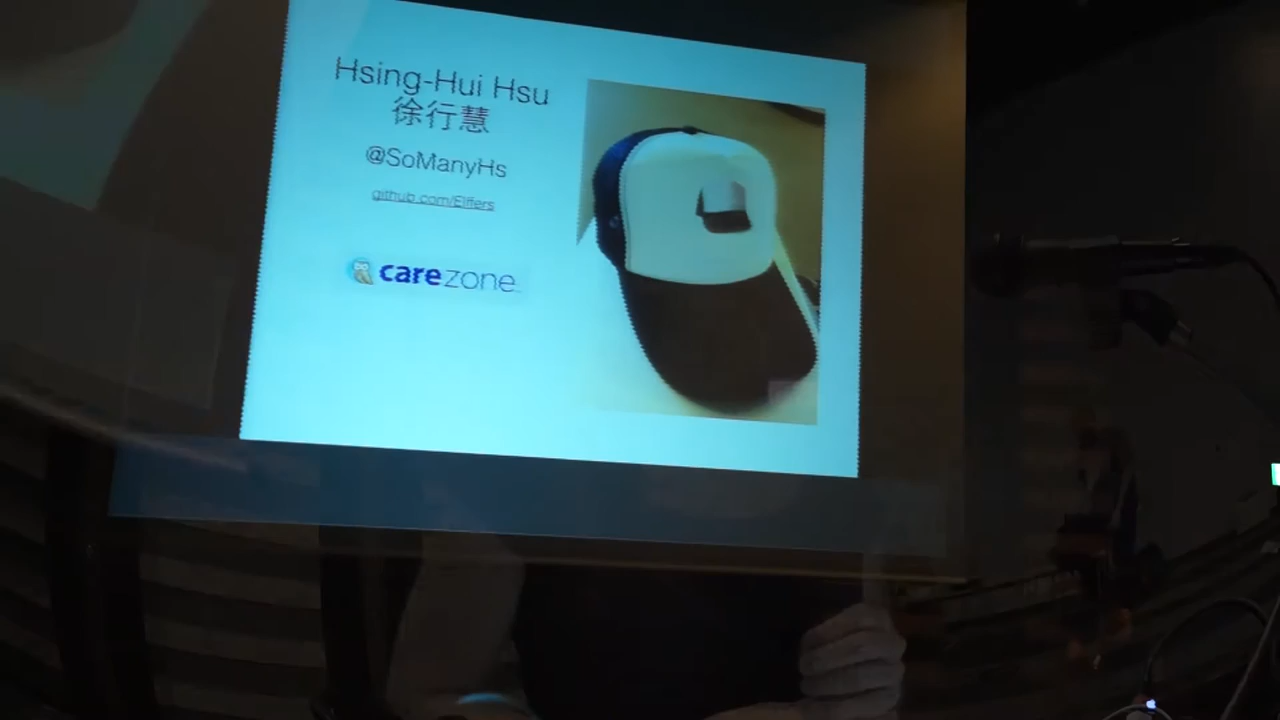 Hsing-Hui Hsu
徐行慧
@SoManyHs
github.com/Elffers
carezone